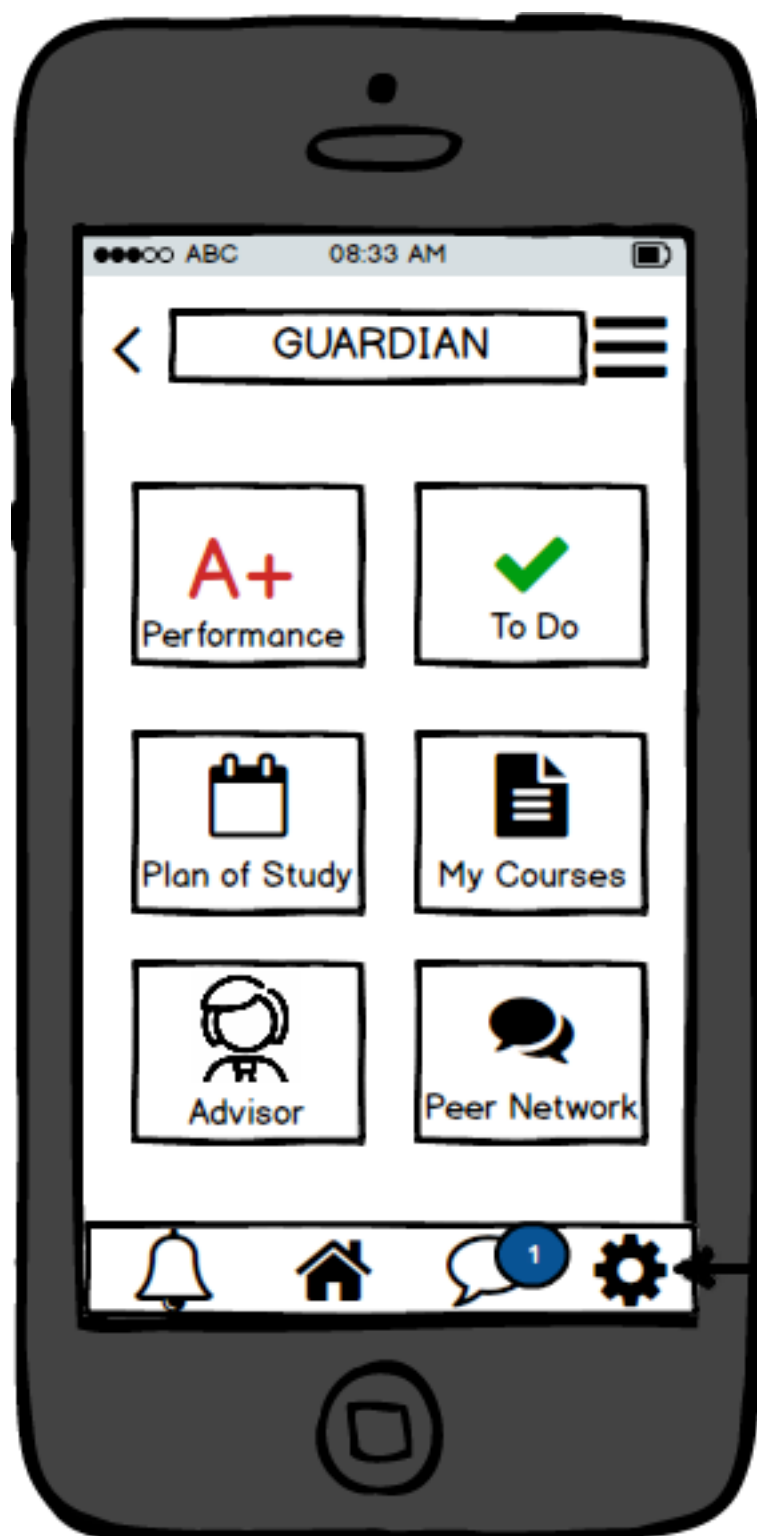 ABC 08:33 AM
GUARDIAN
A+
Performance
To Do
Plan of Study
My Courses
Advisor
Peer Network
1